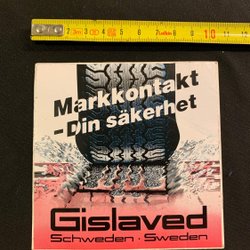 Markkontakt
- Din säkerhet
Gislaved
Schweden · Sweden